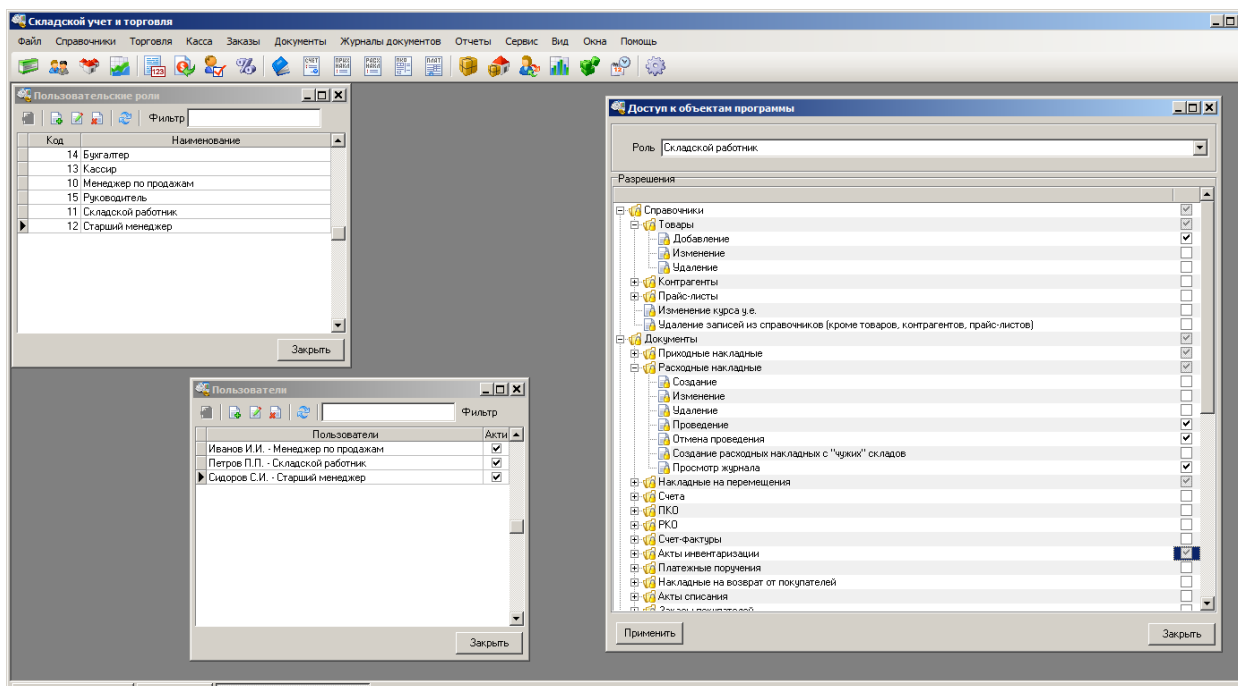 Складской учет и торговля
Файл Справочники Торговля Касса Заказы Документы Журналы документов Отчеты Сервис Вид Окна Помощь
Пользовательские роли
Фильтр
Код Наименование
14 Бухгалтер
13 Кассир
10 Менеджер по продажам
15 Руководитель
11 Складской работник
12 Старший менеджер
Закрыть
Пользователи
Фильтр
Пользователи Акти
Иванов И.И. - Менеджер по продажам
Петров П.П. - Складской работник
Сидоров С.И. - Старший менеджер
Закрыть
Доступ к объектам программы
Роль Складской работник
Разрешения
Справочники
Товары
Добавление
Изменение
Удаление
Контрагенты
Прайс-листы
Изменение курса у.е.
Удаление записей из справочников (кроме товаров, контрагентов, прайс-листов)
Документы
Приходные накладные
Расходные накладные
Создание
Изменение
Удаление
Проведение
Отмена проведения
Создание расходных накладных с "чужих" складов
Просмотр журнала
Накладные на перемещения
Счета
ПКО
РКО
Счет-фактуры
Акты инвентаризации
Платежные поручения
Накладные на возврат от покупателей
Акты списания
Заказы покупателей
Применить Закрыть